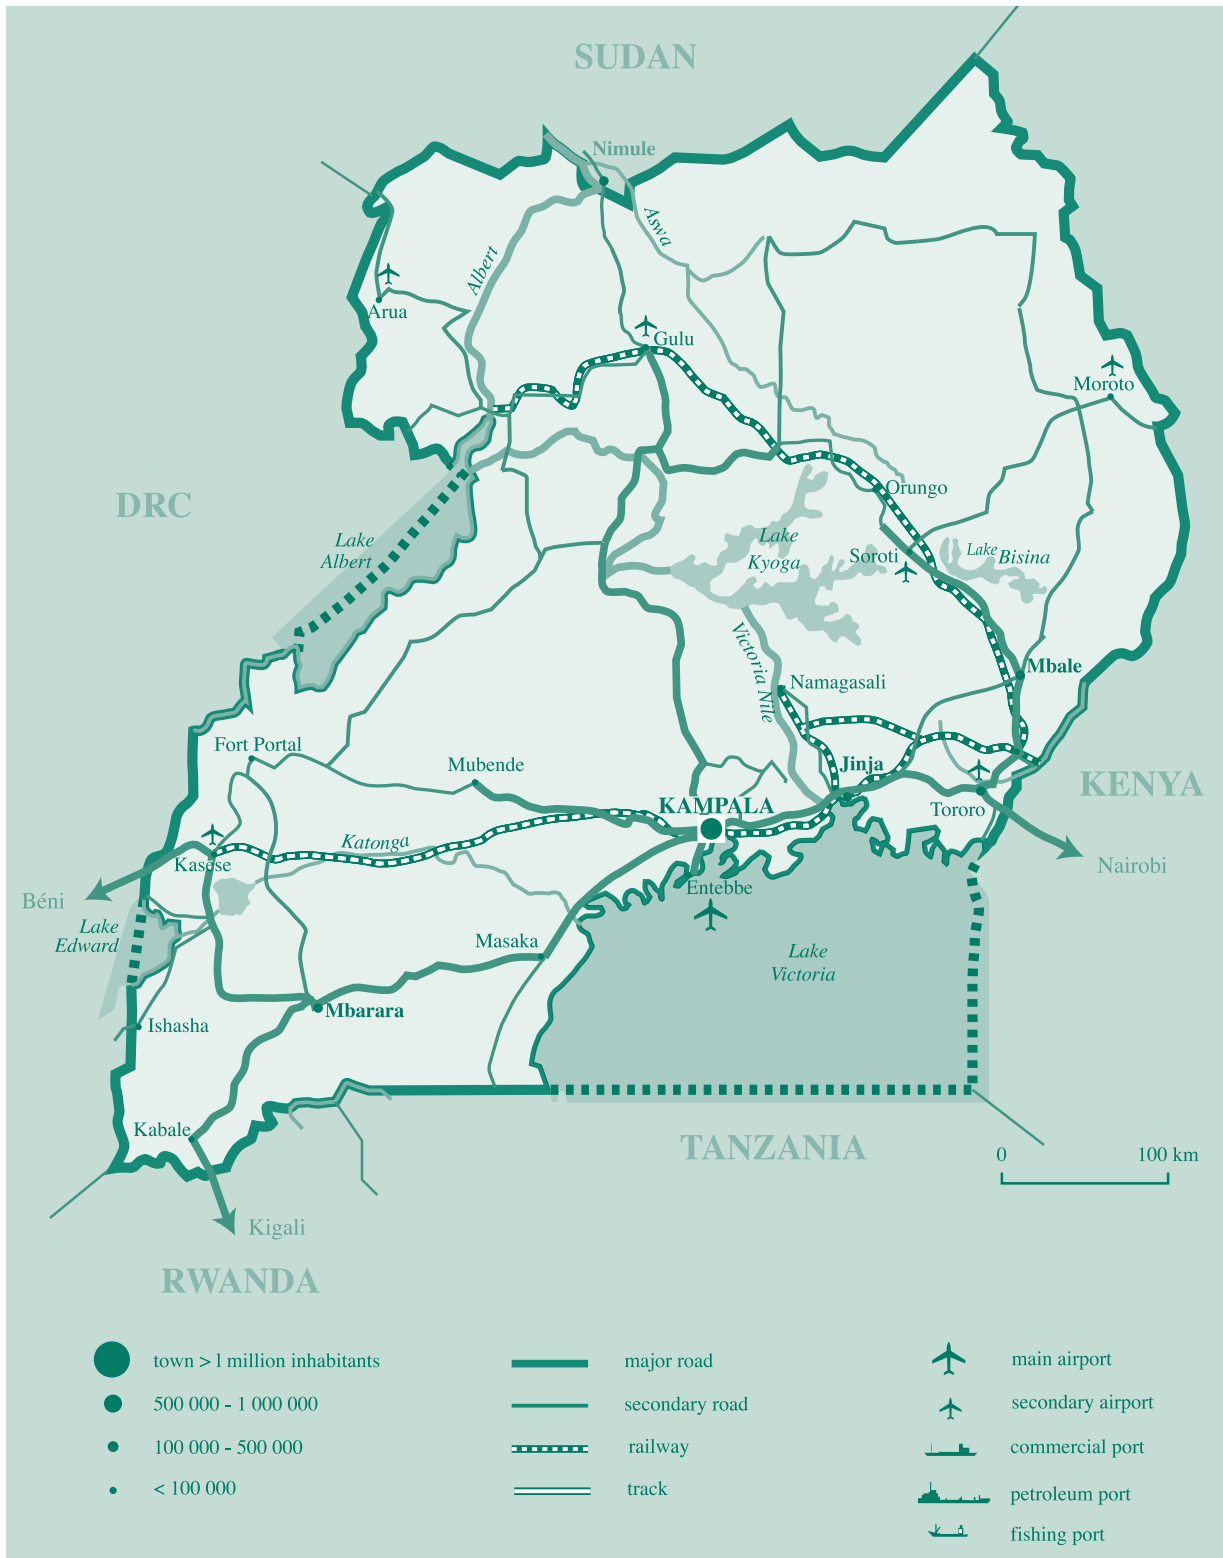 SUDAN
Nimule
Aswa
Albert
Arua
Gulu
Moroto
DRC
Orungo
Lake
Albert
Lake
Kyoga
Soroti
Lake Bisina
Victoria Nile
Mbale
Namagasali
Fort Portal
Mubende
Jinja
KENYA
KAMPALA
Tororo
Katonga
Kasese
Nairobi
Béni
Entebbe
Lake
Edward
Masaka
Lake
Victoria
Mbarara
Ishasha
Kabale
TANZANIA
0 100 km
Kigali
RWANDA
town > 1 million inhabitants
500 000 - 1 000 000
100 000 - 500 000
< 100 000
major road
secondary road
railway
track
main airport
secondary airport
commercial port
petroleum port
fishing port